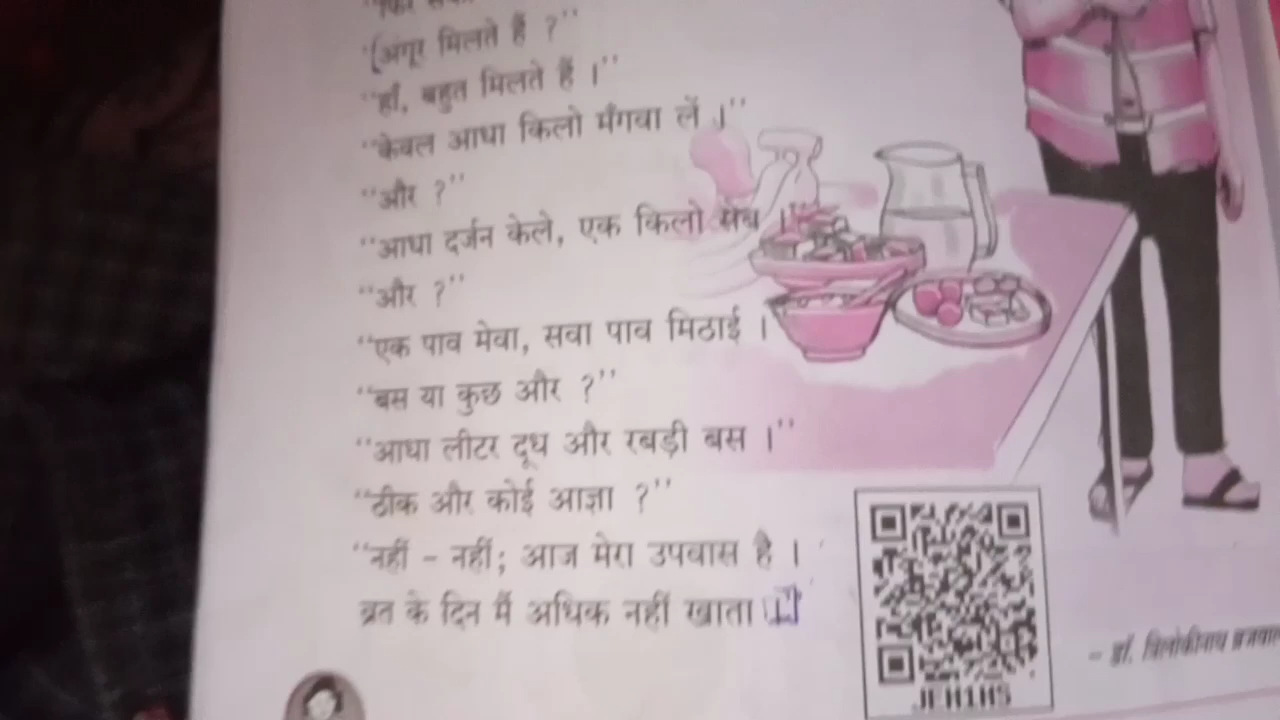 "अंगूर मिलते हैं ?"
"हाँ, बहुत मिलते हैं ।"
"केवल आधा किलो मँगवा लें ।"
"और ?"
"आधा दर्जन केले, एक किलो सेब ।"
"और ?"
"एक पाव मेवा, सवा पाव मिठाई ।
"बस या कुछ और ?"
"आधा लीटर दूध और रबड़ी बस ।"
"ठीक और कोई आज्ञा ?"
"नहीं - नहीं; आज मेरा उपवास है ।
व्रत के दिन मैं अधिक नहीं खाता ।"
- डॉ. त्रिलोकीनाथ